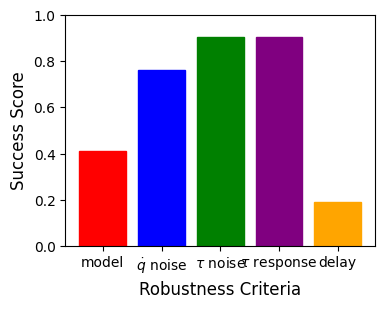 1.0
0.8
0.6
0.4
0.2
0.0
Success Score
model
q̇ noise
τ noise
τ response
delay
Robustness Criteria